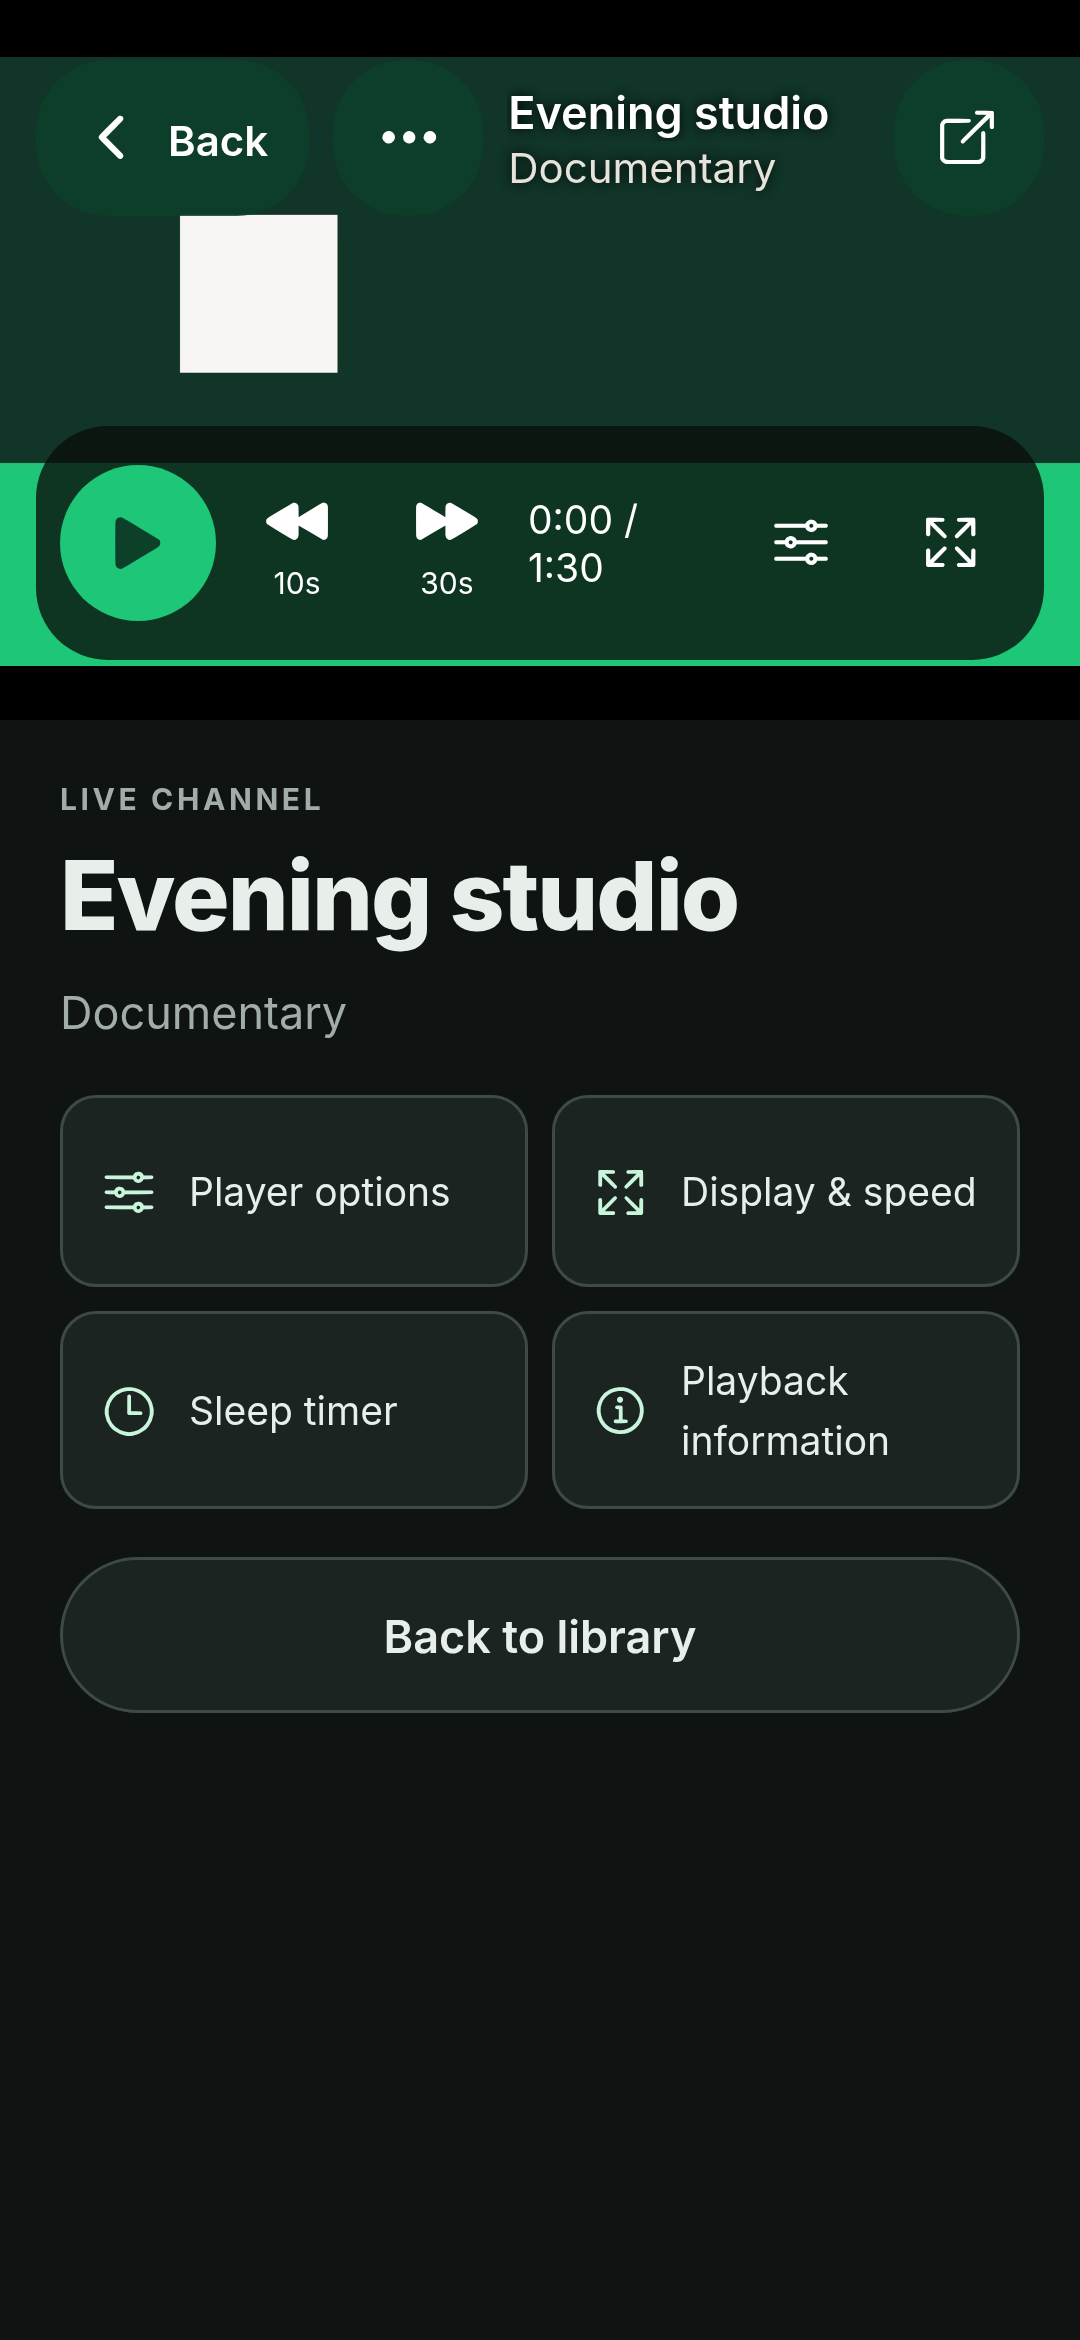 Back
Evening studio
Documentary
10s
30s
0:00 /
1:30
LIVE CHANNEL
Evening studio
Documentary
Player options
Display & speed
Sleep timer
Playback
information
Back to library